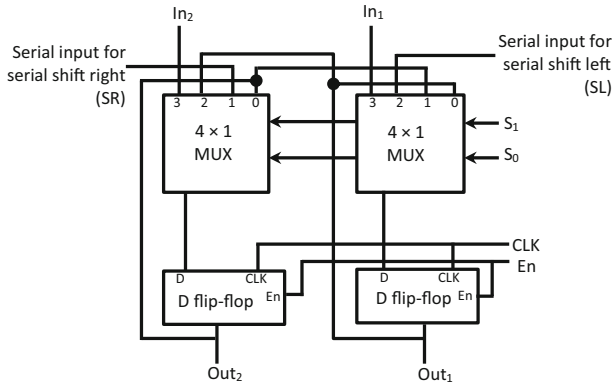 In₂
In₁
Serial input for
serial shift right
(SR)
Serial input for
serial shift left
(SL)
3 2 1 0
3 2 1 0
4 × 1
MUX
4 × 1
MUX
S₁
S₀
CLK
En
D CLK
En
D flip-flop
D CLK
En
D flip-flop
Out₂
Out₁